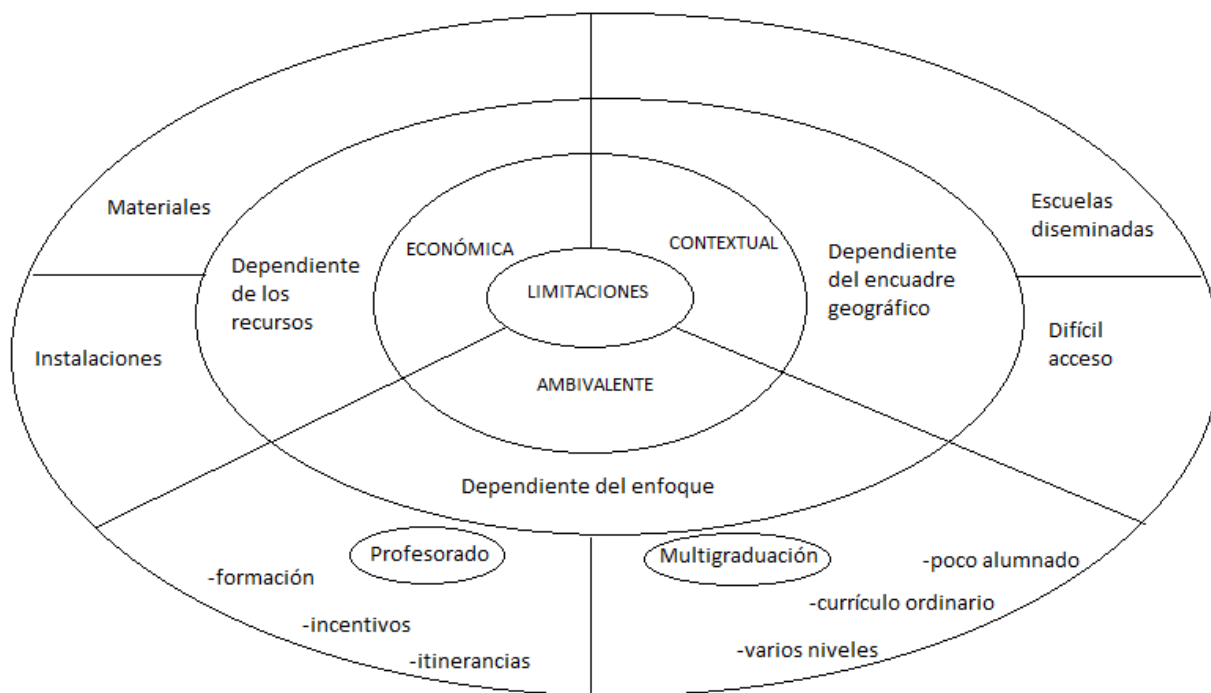 Materiales
Escuelas
diseminadas
ECONÓMICA
CONTEXTUAL
Dependiente
de los
recursos
Dependiente
del encuadre
geográfico
LIMITACIONES
Instalaciones
Difícil
acceso
AMBIVALENTE
Dependiente del enfoque
Profesorado
-formación
-incentivos
-itinerancias
Multigraduación
-poco alumnado
-currículo ordinario
-varios niveles